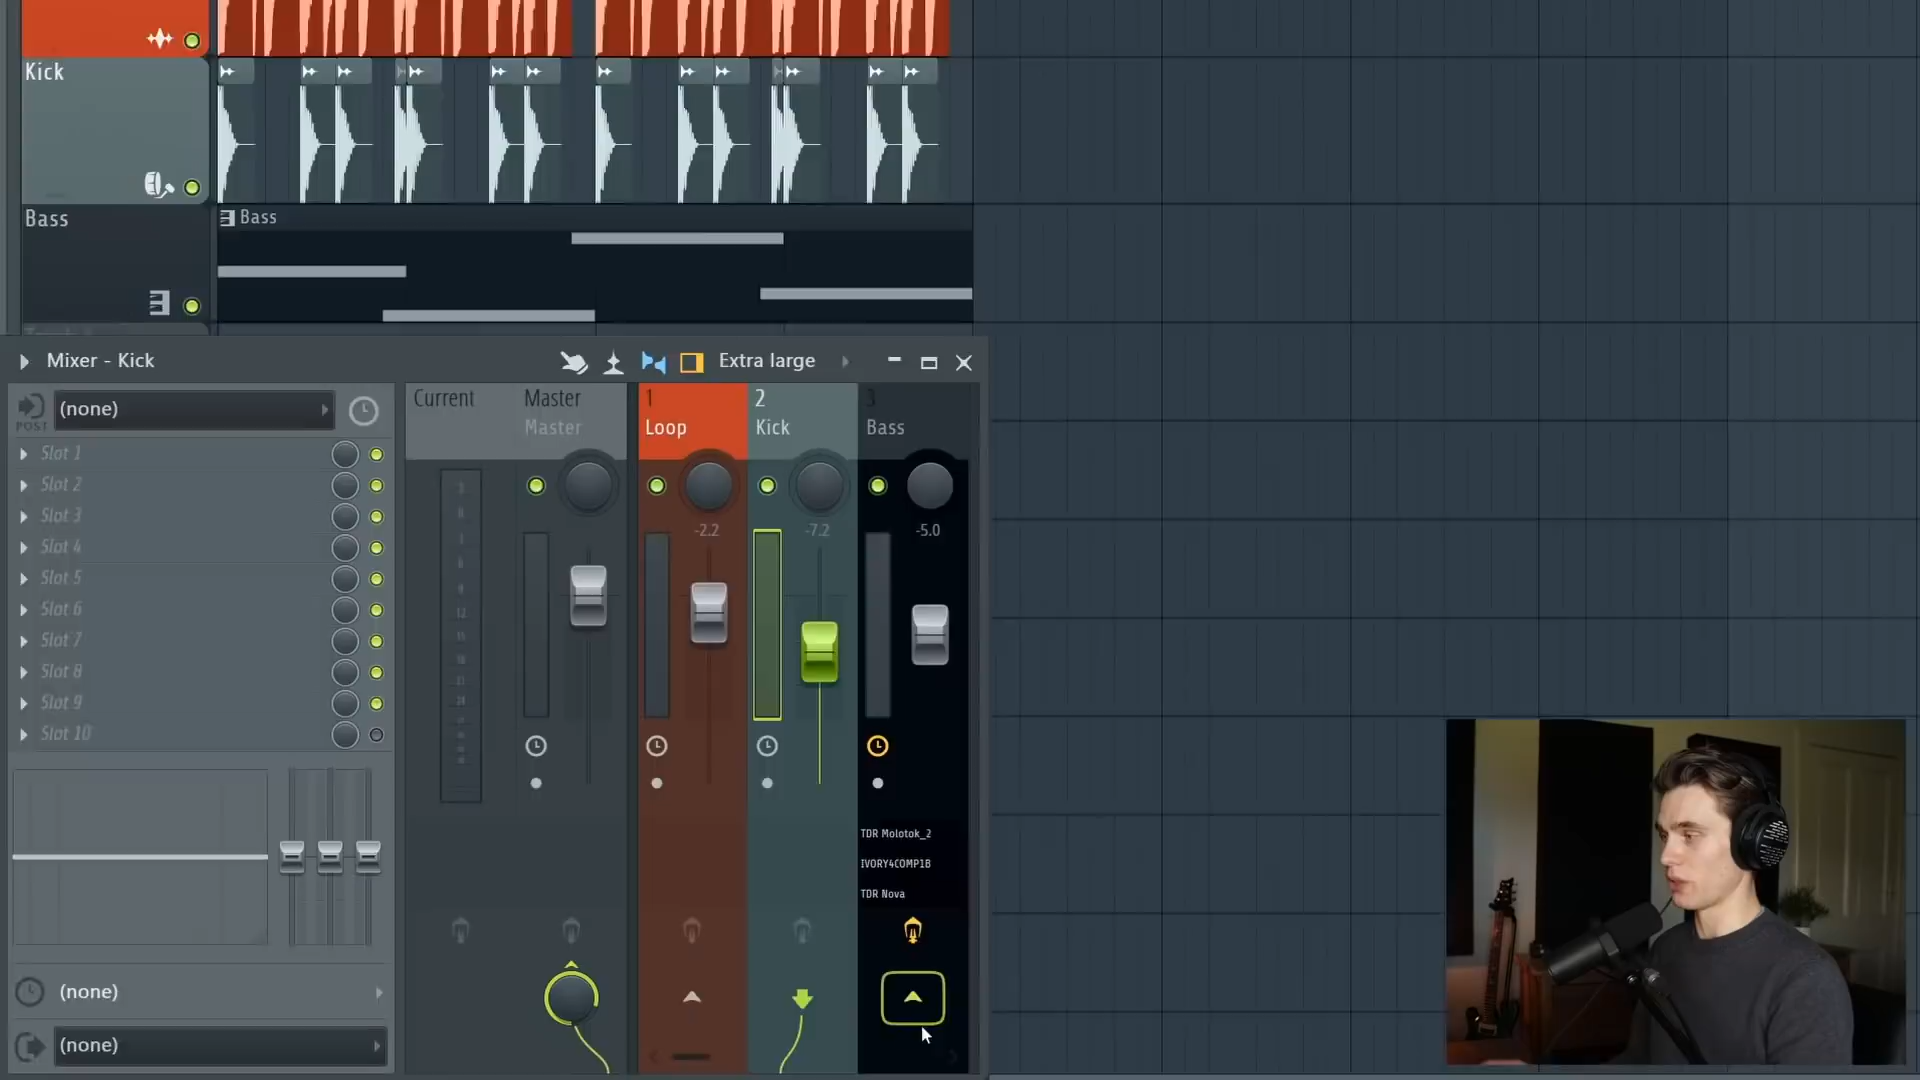 Kick
Bass
Bass
Mixer - Kick
Extra large
(none)
POST
Slot 1
Slot 2
Slot 3
Slot 4
Slot 5
Slot 6
Slot 7
Slot 8
Slot 9
Slot 10
(none)
(none)
Current
Master
Master
1
Loop
2
Kick
3
Bass
-2.2
-7.2
-5.0
TDR Molotok_2
IVORY4COMP1B
TDR Nova